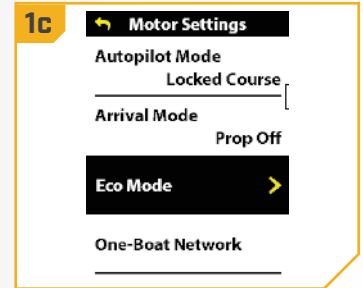 1c
Motor Settings
Autopilot Mode
Locked Course
Arrival Mode
Prop Off
Eco Mode
One-Boat Network